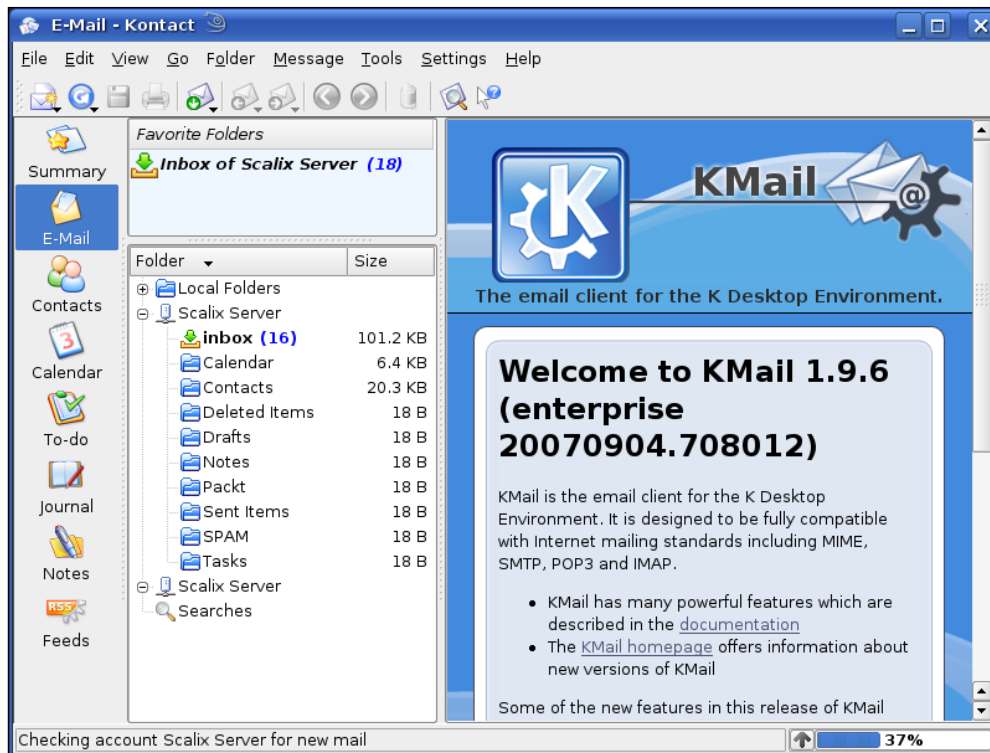 E-Mail - Kontact
File Edit View Go Folder Message Tools Settings Help
Summary
E-Mail
Contacts
3
Calendar
To-do
Journal
Notes
RSS
Feeds
Favorite Folders
Inbox of Scalix Server (18)
Folder Size
Local Folders
Scalix Server
inbox (16) 101.2 KB
Calendar 6.4 KB
Contacts 20.3 KB
Deleted Items 18 B
Drafts 18 B
Notes 18 B
Packt 18 B
Sent Items 18 B
SPAM 18 B
Tasks 18 B
Scalix Server
Searches
K
KMail
@
The email client for the K Desktop Environment.
Welcome to KMail 1.9.6
(enterprise
20070904.708012)
KMail is the email client for the K Desktop
Environment. It is designed to be fully compatible
with Internet mailing standards including MIME,
SMTP, POP3 and IMAP.
• KMail has many powerful features which are
described in the documentation
• The KMail homepage offers information about
new versions of KMail
Some of the new features in this release of KMail
Checking account Scalix Server for new mail
37%